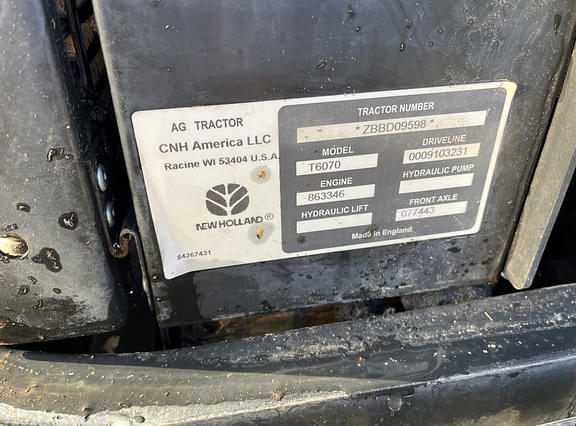 AG TRACTOR
CNH America LLC
Racine WI 53404 U.S.A.
NEW HOLLAND®
84267431
TRACTOR NUMBER
* ZBBD09598 *
MODEL
T6070
DRIVELINE
0009103231
ENGINE
863346
HYDRAULIC PUMP
HYDRAULIC LIFT
FRONT AXLE
077443
Made in England